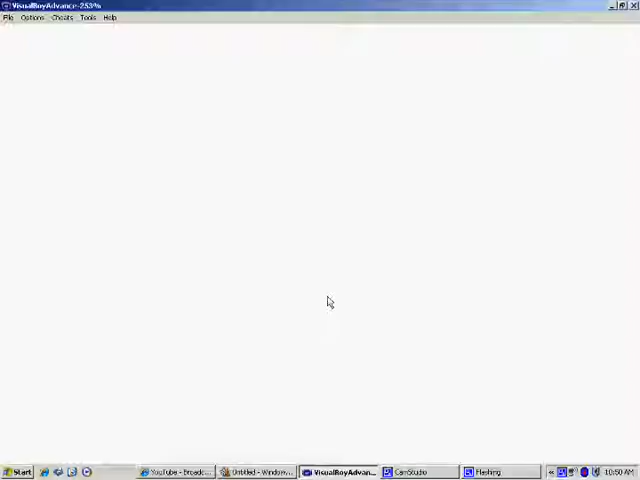 VisualBoyAdvance-253%
File Options Cheats Tools Help
Start YouTube - Broadc... Untitled - Window... VisualBoyAdvan... CamStudio Flashing « 10:50 AM